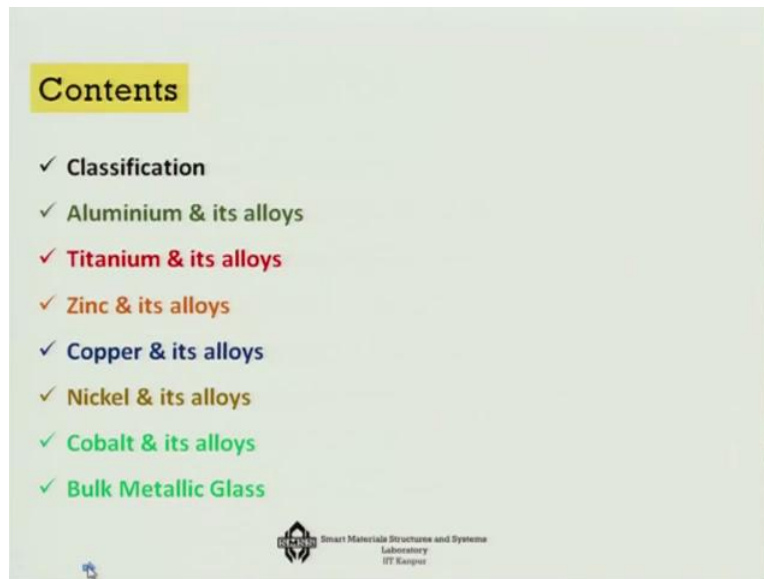 Contents
✓ Classification
✓ Aluminium & its alloys
✓ Titanium & its alloys
✓ Zinc & its alloys
✓ Copper & its alloys
✓ Nickel & its alloys
✓ Cobalt & its alloys
✓ Bulk Metallic Glass
Smart Materials Structures and Systems
Laboratory
IIT Kanpur